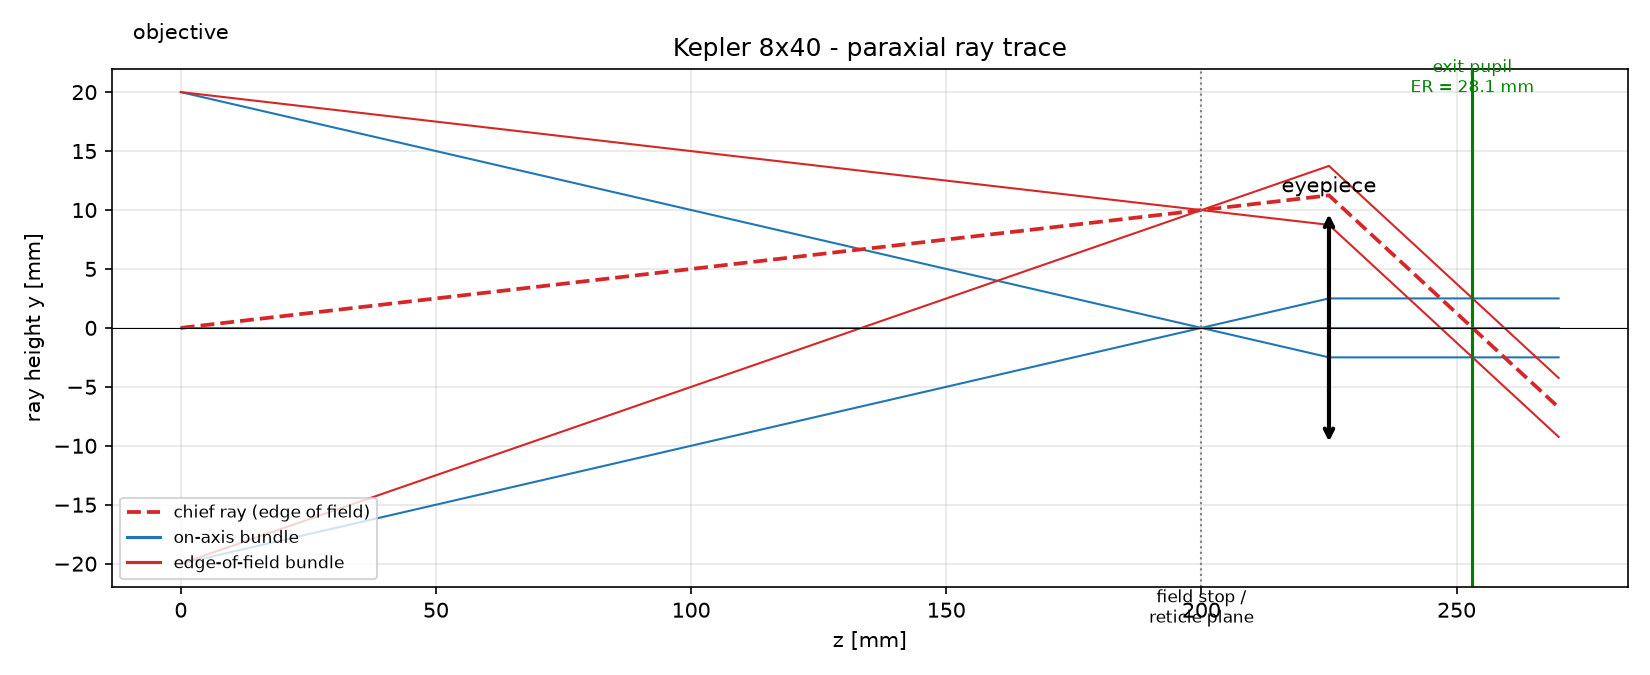 objective
Kepler 8x40 - paraxial ray trace
exit pupil
ER = 28.1 mm
eyepiece
ray height y [mm]
20
15
10
5
0
−5
−10
−15
−20
chief ray (edge of field)
on-axis bundle
edge-of-field bundle
0
50
100
150
200
250
field stop /
reticle plane
z [mm]